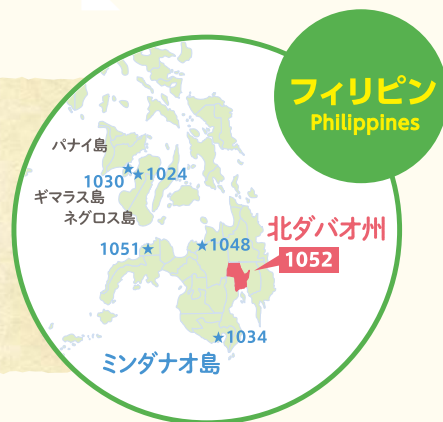 フィリピン
Philippines
パナイ島
1030
1024
ギマラス島
ネグロス島
1051
1048
北ダバオ州
1052
1034
ミンダナオ島